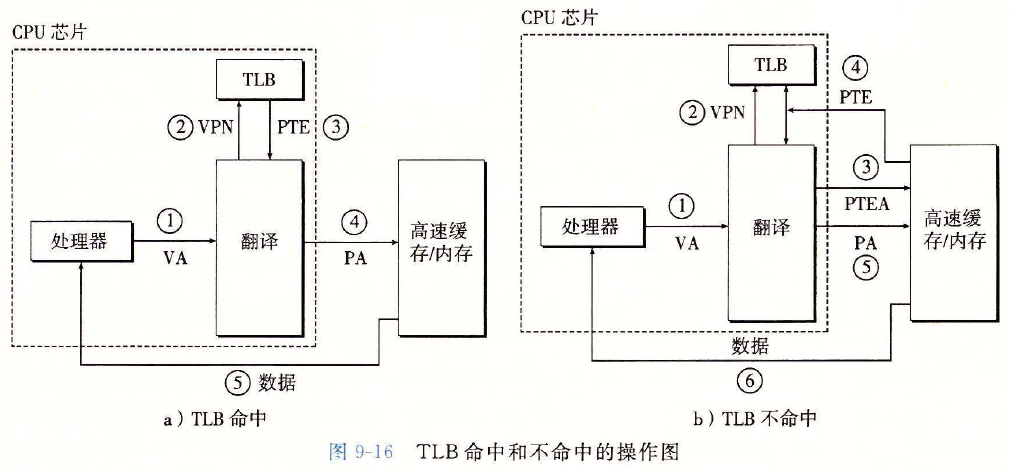 CPU 芯片
TLB
② VPN
PTE ③
处理器
①
VA
翻译
④
PA
高速缓
存/内存
⑤ 数据
a）TLB 命中
CPU 芯片
TLB
② VPN
④
PTE
处理器
①
VA
翻译
③
PTEA
PA
⑤
高速缓
存/内存
数据
⑥
b）TLB 不命中
图 9-16 TLB 命中和不命中的操作图